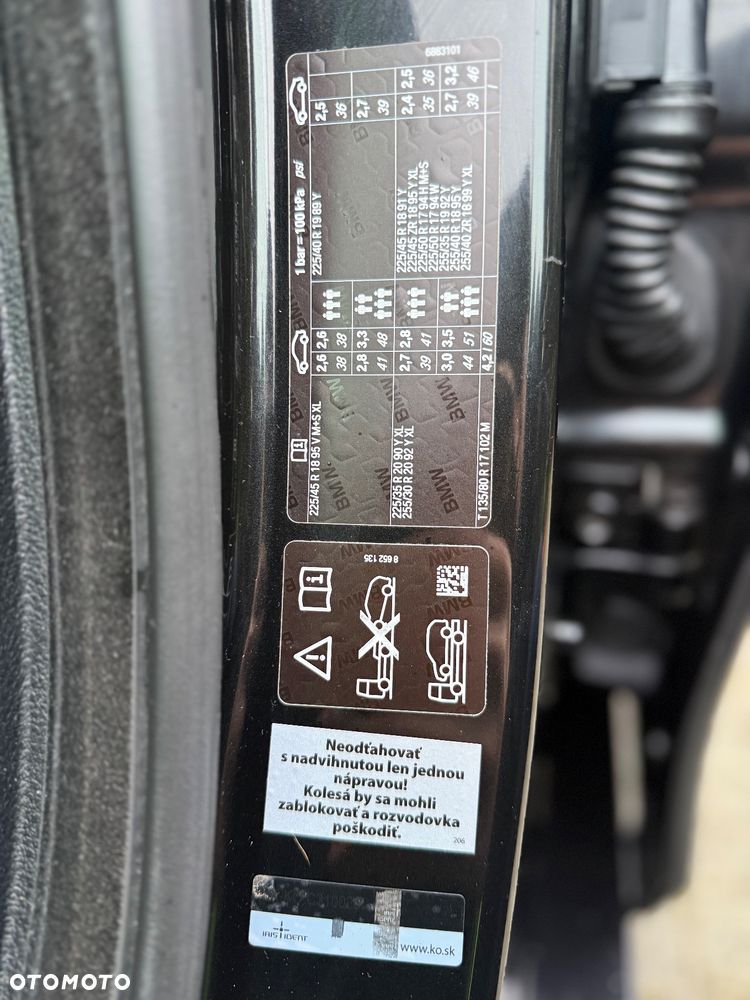 1 bar = 100 kPa psi
225/45 R 18 95 V M+S XL 2,6 2,6 225/40 R 19 89 Y 2,5
38 38 36
2,8 3,3 2,7
41 48 39
225/35 R 20 90 Y XL 2,7 2,8 225/45 R 18 91 Y 2,4 2,5
255/30 R 20 92 Y XL 39 41 225/45 ZR 18 95 Y XL 35 36
225/50 R 17 94 H M+S
225/50 R 17 94 W
3,0 3,5 255/35 R 19 92 Y 2,7 3,2
44 51 255/40 R 18 95 Y 39 46
255/40 ZR 18 99 Y XL
T 135/80 R 17 102 M 4,2 / 60 /
6883101
8 652 135
Neodťahovať
s nadvihnutou len jednou
nápravou!
Kolesá by sa mohli
zablokovať a rozvodovka
poškodiť.
206
IRIS IDENT
www.ko.sk
OTOMOTO